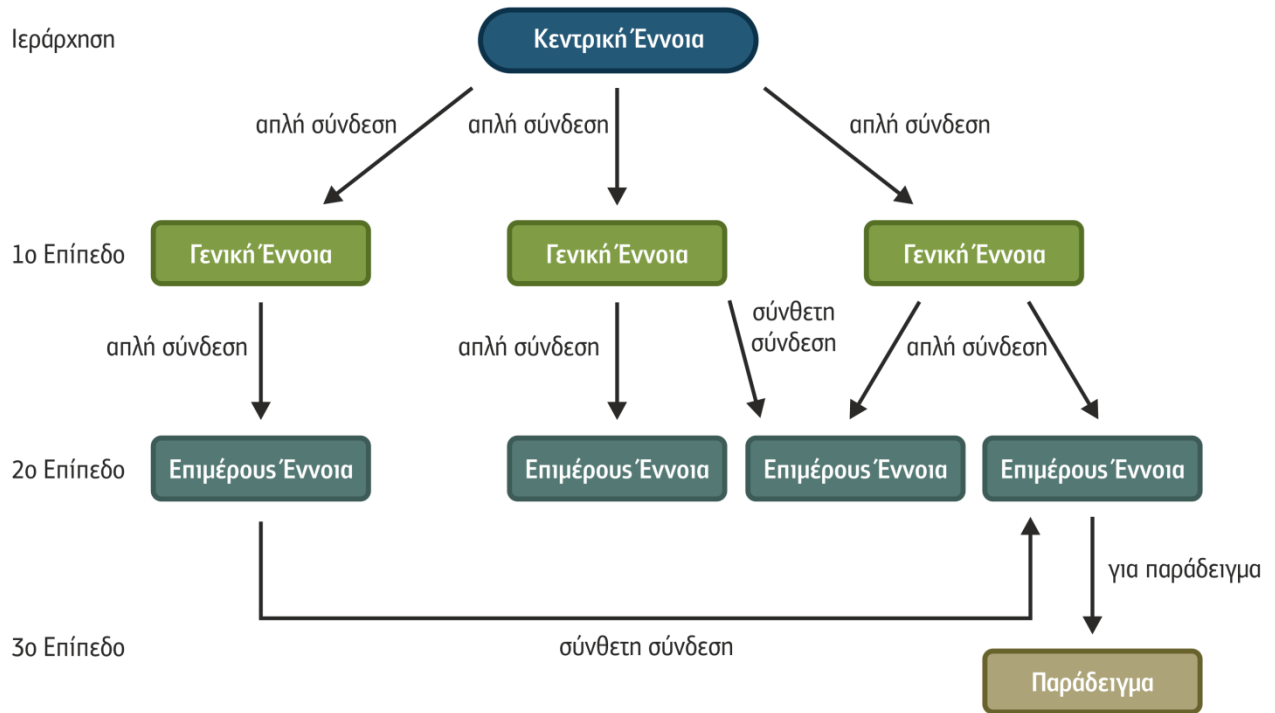 Ιεράρχηση
Κεντρική Έννοια
απλή σύνδεση
απλή σύνδεση
απλή σύνδεση
1ο Επίπεδο
Γενική Έννοια
Γενική Έννοια
Γενική Έννοια
απλή σύνδεση
απλή σύνδεση
σύνθετη
σύνδεση
απλή σύνδεση
2ο Επίπεδο
Επιμέρους Έννοια
Επιμέρους Έννοια
Επιμέρους Έννοια
Επιμέρους Έννοια
για παράδειγμα
3ο Επίπεδο
σύνθετη σύνδεση
Παράδειγμα